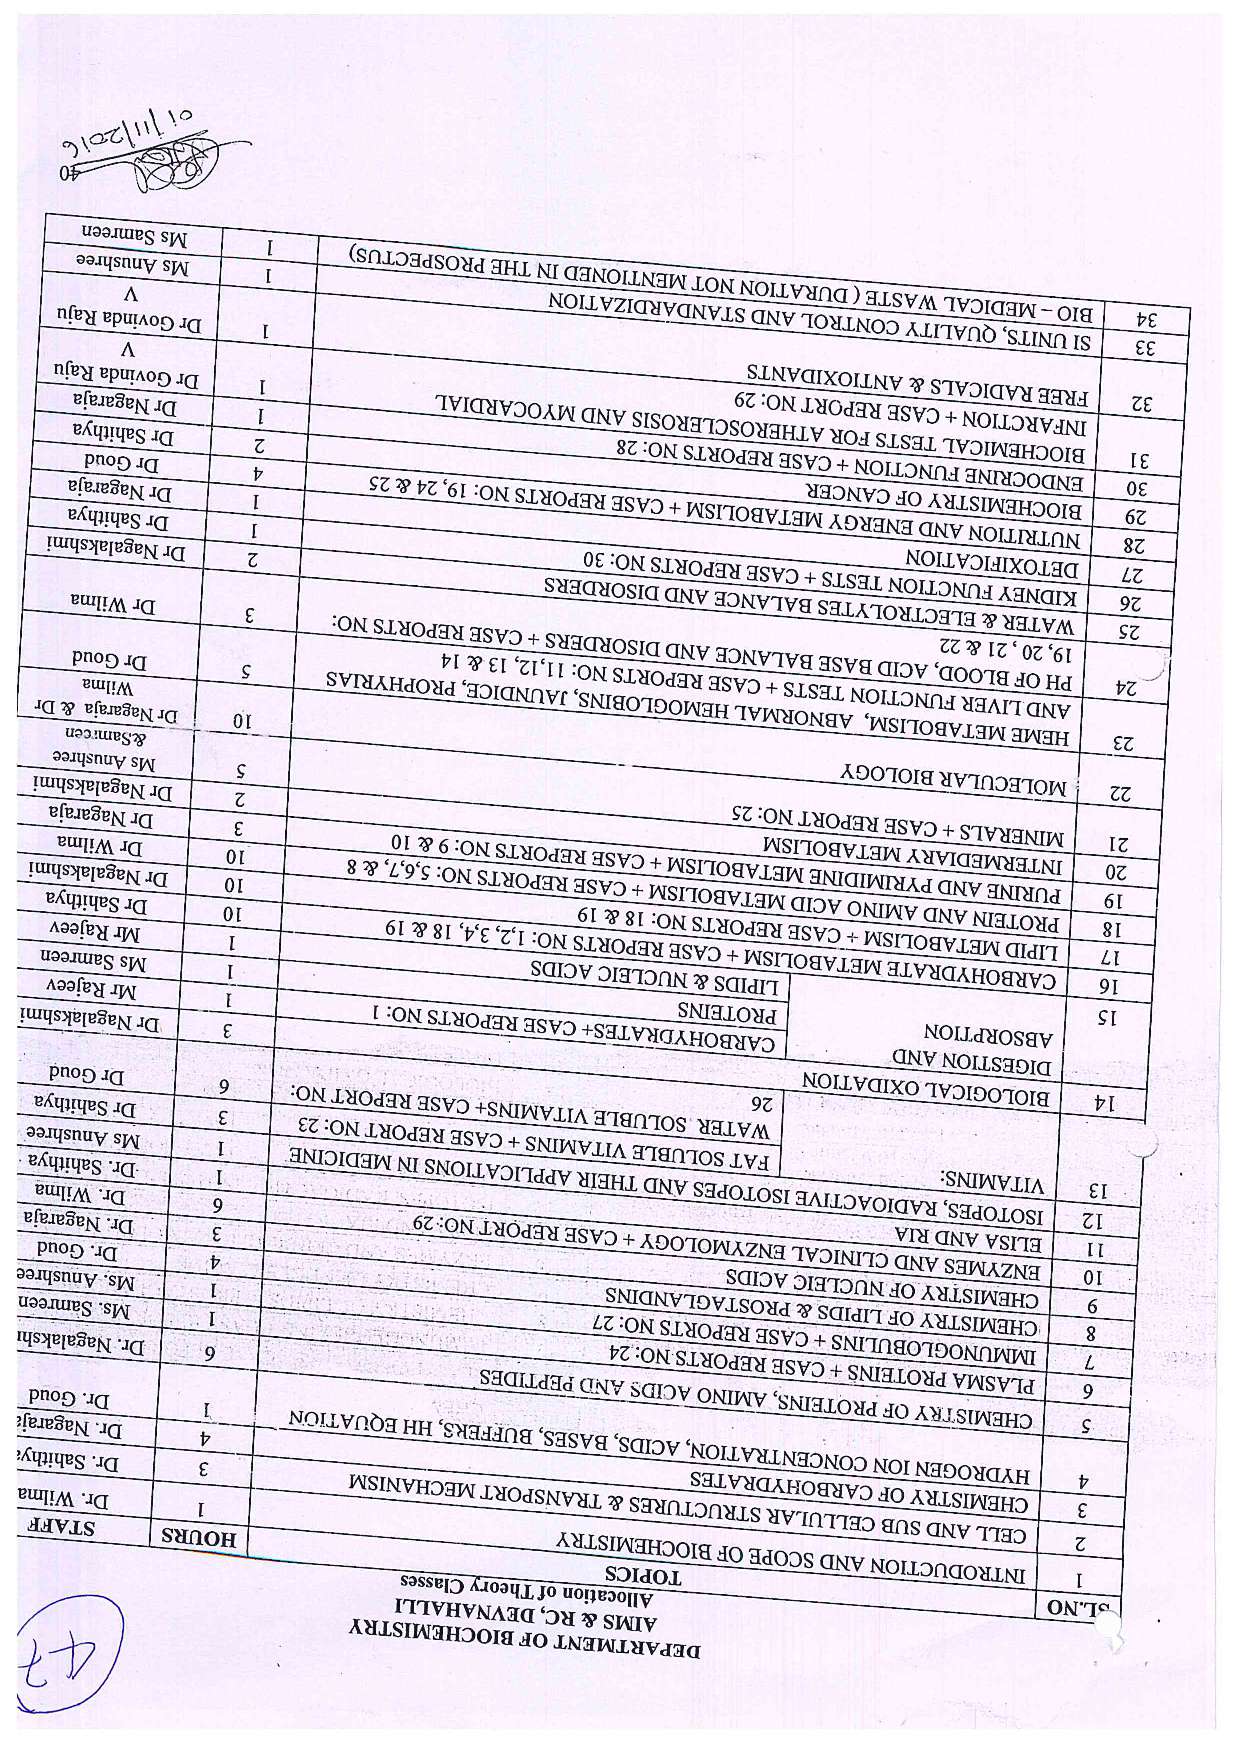 47
DEPARTMENT OF BIOCHEMISTRY
AIMS & RC, DEVNAHALLI
Allocation of Theory Classes
SL.NO TOPICS HOURS STAFF
1 INTRODUCTION AND SCOPE OF BIOCHEMISTRY 1 Dr. Wilma
2 CELL AND SUB CELLULAR STRUCTURES & TRANSPORT MECHANISM 3 Dr. Sahithya
3 CHEMISTRY OF CARBOHYDRATES 4 Dr. Nagaraja
4 HYDROGEN ION CONCENTRATION, ACIDS, BASES, BUFFERS, HH EQUATION 1 Dr. Goud
5 CHEMISTRY OF PROTEINS, AMINO ACIDS AND PEPTIDES 6 Dr. Nagalakshi
6 PLASMA PROTEINS + CASE REPORTS NO: 24 1 Ms. Samreen
7 IMMUNOGLOBULINS + CASE REPORTS NO: 27 1 Ms. Anushree
8 CHEMISTRY OF LIPIDS & PROSTAGLANDINS 4 Dr. Goud
9 CHEMISTRY OF NUCLEIC ACIDS 3 Dr. Nagaraja
10 ENZYMES AND CLINICAL ENZYMOLOGY + CASE REPORT NO: 29 6 Dr. Wilma
11 ELISA AND RIA 1 Dr. Sahithya
12 ISOTOPES, RADIOACTIVE ISOTOPES AND THEIR APPLICATIONS IN MEDICINE 1 Ms Anushree
13 VITAMINS: FAT SOLUBLE VITAMINS + CASE REPORT NO: 23 3 Dr Sahithya
WATER SOLUBLE VITAMINS+ CASE REPORT NO: 6 Dr Goud
26
14 BIOLOGICAL OXIDATION 3 Dr Nagalakshmi
15 DIGESTION AND CARBOHYDRATES+ CASE REPORTS NO: 1 1 Mr Rajeev
ABSORPTION PROTEINS 1 Ms Samreen
LIPIDS & NUCLEIC ACIDS 1 Mr Rajeev
16 CARBOHYDRATE METABOLISM + CASE REPORTS NO: 1,2, 3,4, 18 & 19 10 Dr Sahithya
17 LIPID METABOLISM + CASE REPORTS NO: 18 & 19 10 Dr Nagalakshmi
18 PROTEIN AND AMINO ACID METABOLISM + CASE REPORTS NO: 5,6,7, & 8 10 Dr Wilma
19 PURINE AND PYRIMIDINE METABOLISM + CASE REPORTS NO: 9 & 10 3 Dr Nagaraja
20 INTERMEDIARY METABOLISM 2 Dr Nagalakshmi
21 MINERALS + CASE REPORT NO: 25 5 Ms Anushree
&Samreen
22 MOLECULAR BIOLOGY 10 Dr Nagaraja & Dr
Wilma
23 HEME METABOLISM, ABNORMAL HEMOGLOBINS, JAUNDICE, PROPHYRIAS 5 Dr Goud
AND LIVER FUNCTION TESTS + CASE REPORTS NO: 11,12, 13 & 14
24 PH OF BLOOD, ACID BASE BALANCE AND DISORDERS + CASE REPORTS NO: 3 Dr Wilma
19, 20 , 21 & 22
25 WATER & ELECTROLYTES BALANCE AND DISORDERS 2 Dr Nagalakshmi
26 KIDNEY FUNCTION TESTS + CASE REPORTS NO: 30 1 Dr Sahithya
27 DETOXIFICATION 1 Dr Nagaraja
28 NUTRITION AND ENERGY METABOLISM + CASE REPORTS NO: 19, 24 & 25 4 Dr Goud
29 BIOCHEMISTRY OF CANCER 2 Dr Sahithya
30 ENDOCRINE FUNCTION + CASE REPORTS NO: 28 1 Dr Nagaraja
31 BIOCHEMICAL TESTS FOR ATHEROSCLEROSIS AND MYOCARDIAL 1 Dr Govinda Raju
INFARCTION + CASE REPORT NO: 29 V
32 FREE RADICALS & ANTIOXIDANTS 1 Dr Govinda Raju
V
33 SI UNITS, QUALITY CONTROL AND STANDARDIZATION 1 Ms Anushree
34 BIO – MEDICAL WASTE ( DURATION NOT MENTIONED IN THE PROSPECTUS) 1 Ms Samreen
40
01/11/2016